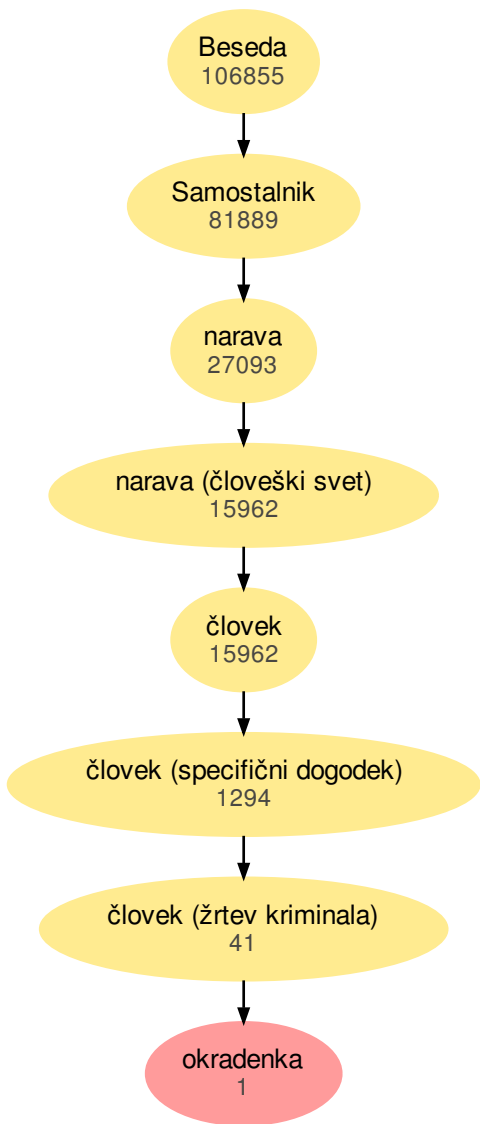 Beseda
106855
Samostalnik
81889
narava
27093
narava (človeški svet)
15962
človek
15962
človek (specifični dogodek)
1294
človek (žrtev kriminala)
41
okradenka
1